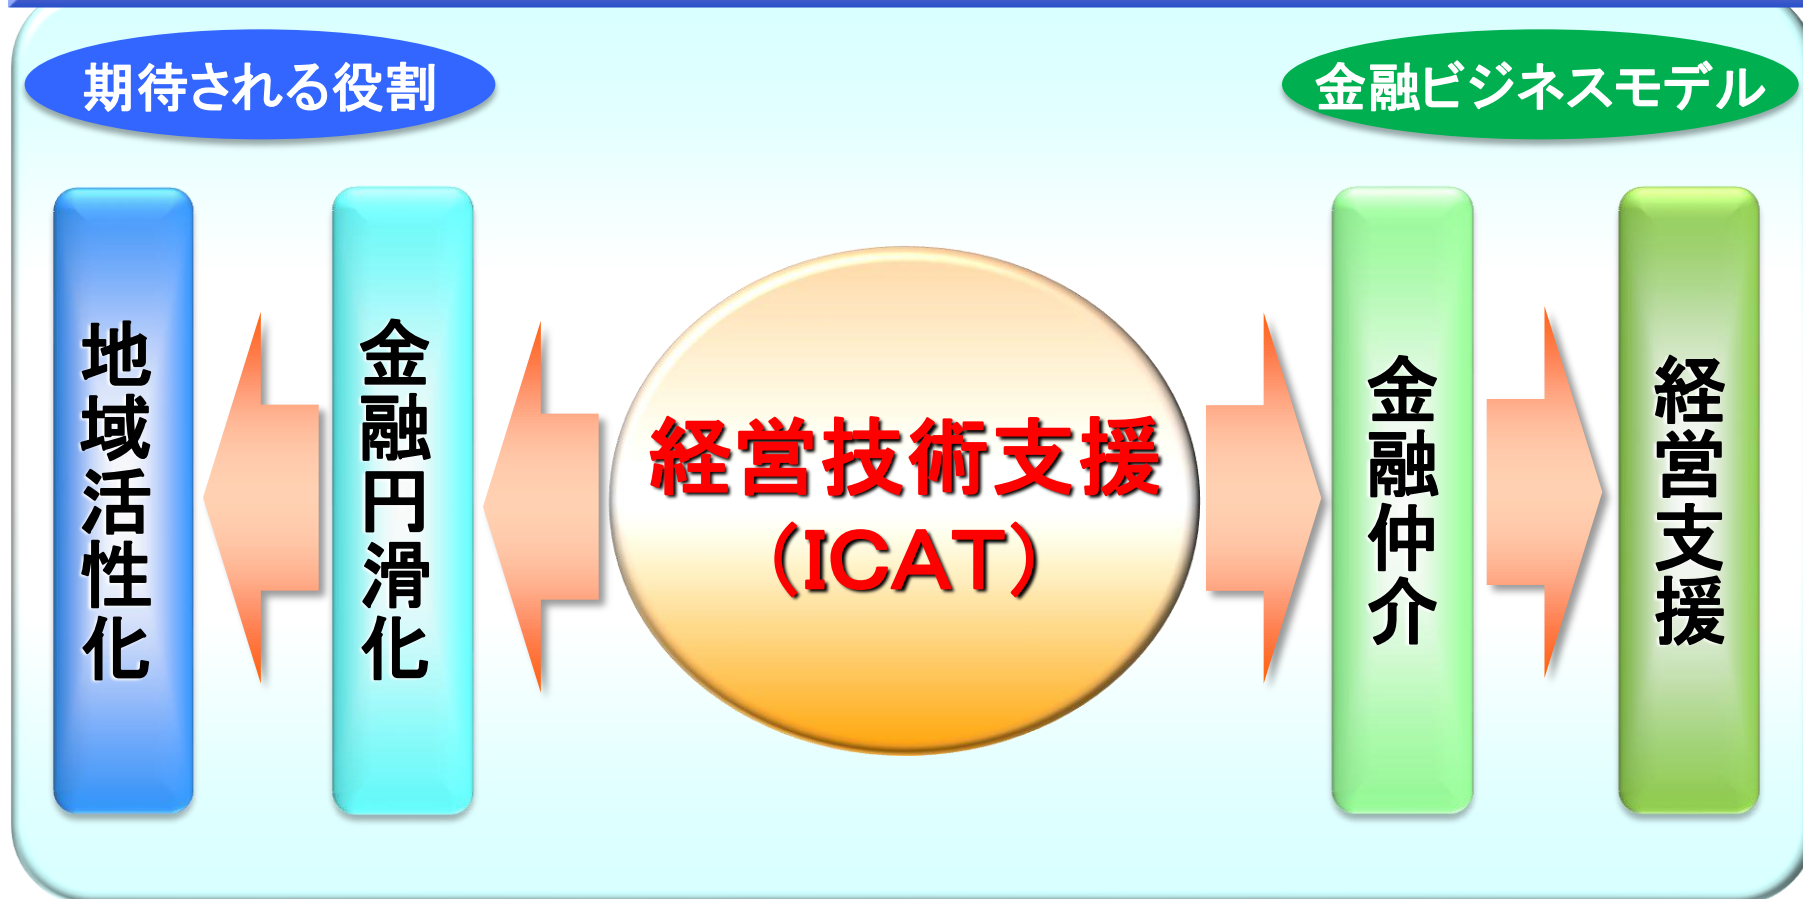 期待される役割
金融ビジネスモデル
地域活性化
金融円滑化
経営技術支援
（ICAT）
金融仲介
経営支援